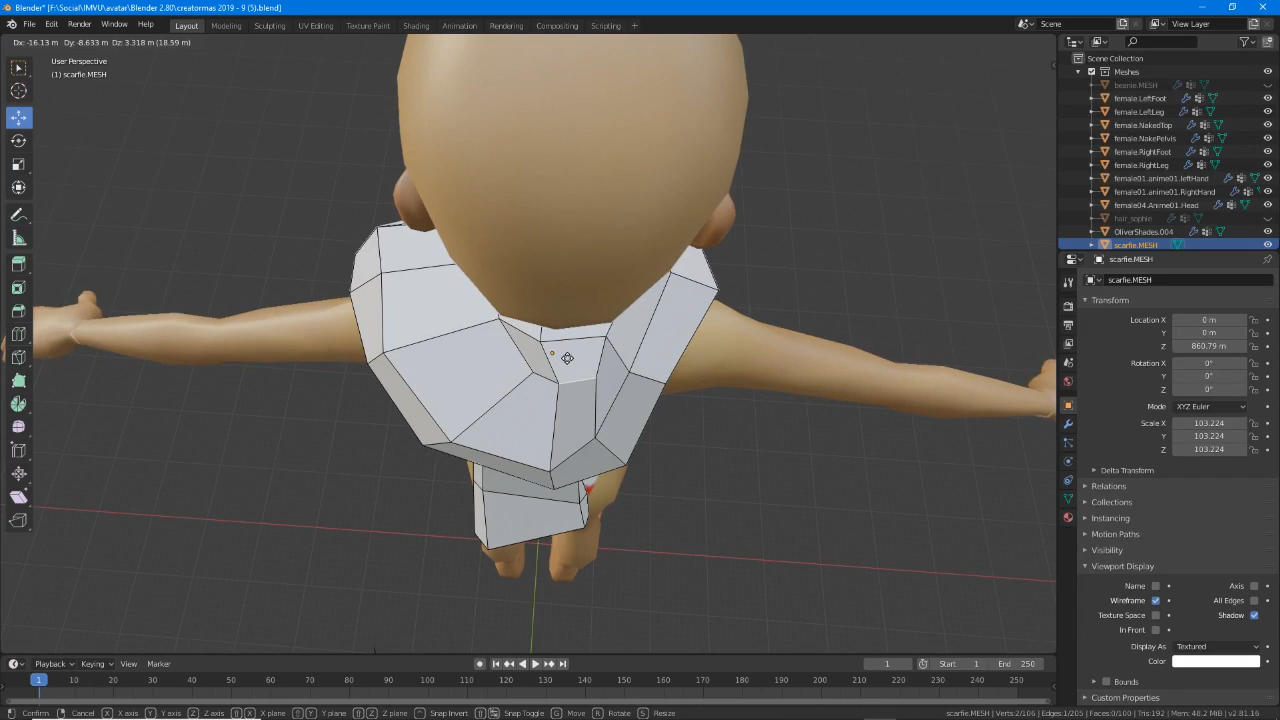 Blender* [F:\Social\IMVU\avatar\Blender 2.80\creatormas 2019 - 9 (5).blend]
File Edit Render Window Help Layout Modeling Sculpting UV Editing Texture Paint Shading Animation Rendering Compositing Scripting + Scene View Layer
Dx: -16.13 m Dy: -8.633 m Dz: 3.318 m (18.59 m)
User Perspective
(1) scarfie.MESH
Scene Collection
Meshes
beanie.MESH
female.LeftFoot
female.LeftLeg
female.NakedTop
female.NakePelvis
female.RightFoot
female.RightLeg
female01.anime01.leftHand
female01.anime01.RightHand
female04.Anime01.Head
hair_sophie
OliverShades.004
scarfie.MESH
scarfie.MESH
scarfie.MESH
Transform
Location X 0 m
Y 0 m
Z 860.79 m
Rotation X 0°
Y 0°
Z 0°
Mode XYZ Euler
Scale X 103.224
Y 103.224
Z 103.224
Delta Transform
Relations
Collections
Instancing
Motion Paths
Visibility
Viewport Display
Name Axis
Wireframe All Edges
Texture Space Shadow
In Front
Display As Textured
Color
Bounds
Custom Properties
Playback Keying View Marker 1 Start 1 End 250
1 10 20 30 40 50 60 70 80 90 100 110 120 130 140 150 160 170 180 190 200 210 220 230 240 250
Confirm Cancel X X axis Y Y axis Z Z axis X X plane Y Y plane Z Z plane Snap Invert Snap Toggle G Move R Rotate S Resize scarfie.MESH | Verts:2/106 | Edges:1/205 | Faces:0/100 | Tris:192 | Mem: 48.2 MiB | v2.81.16